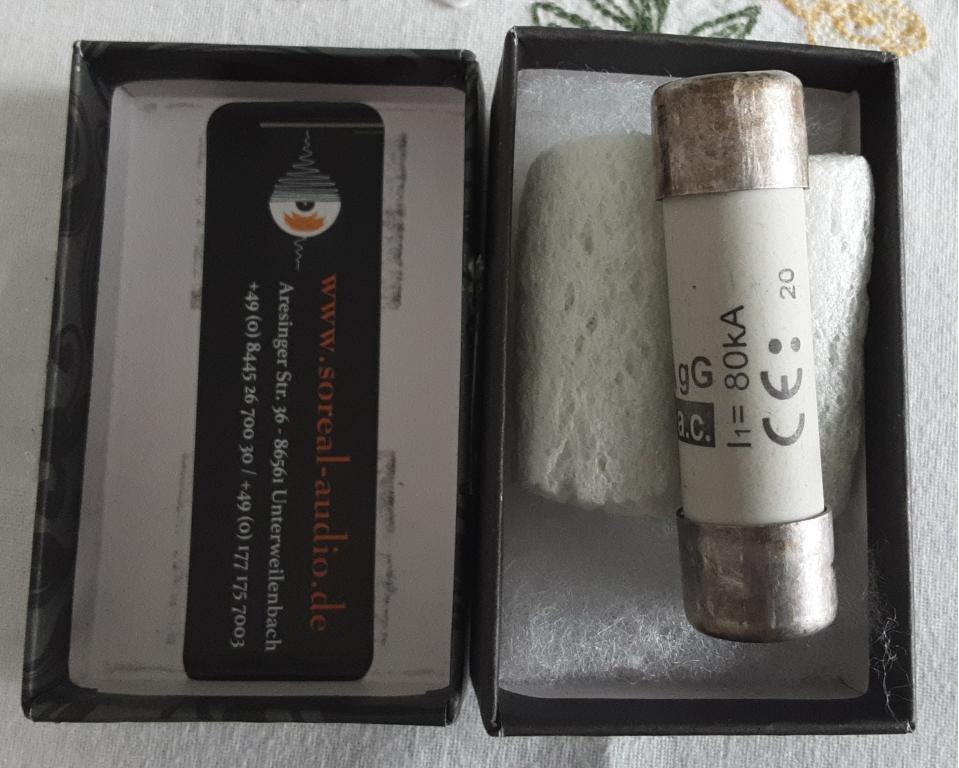 www.soreal-audio.de
Aresinger Str. 36 - 86561 Unterweilenbach
+49 (0) 8445 26 700 30 / +49 (0) 177 175 7003
gG
a.c.
I1= 80kA
CE
20